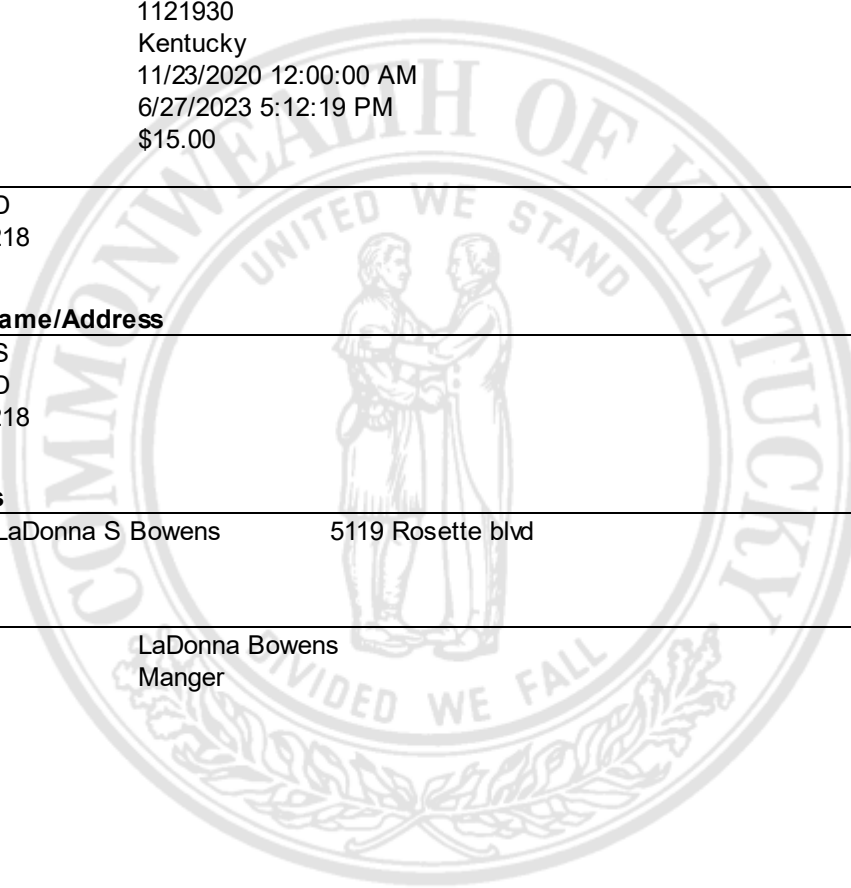 1121930
Kentucky
11/23/2020 12:00:00 AM
6/27/2023 5:12:19 PM
$15.00
D
218
ame/Address
S
D
218
s
LaDonna S Bowens 5119 Rosette blvd
LaDonna Bowens
Manger
COMMONWEALTH OF KENTUCKY
UNITED WE STAND
DIVIDED WE FALL